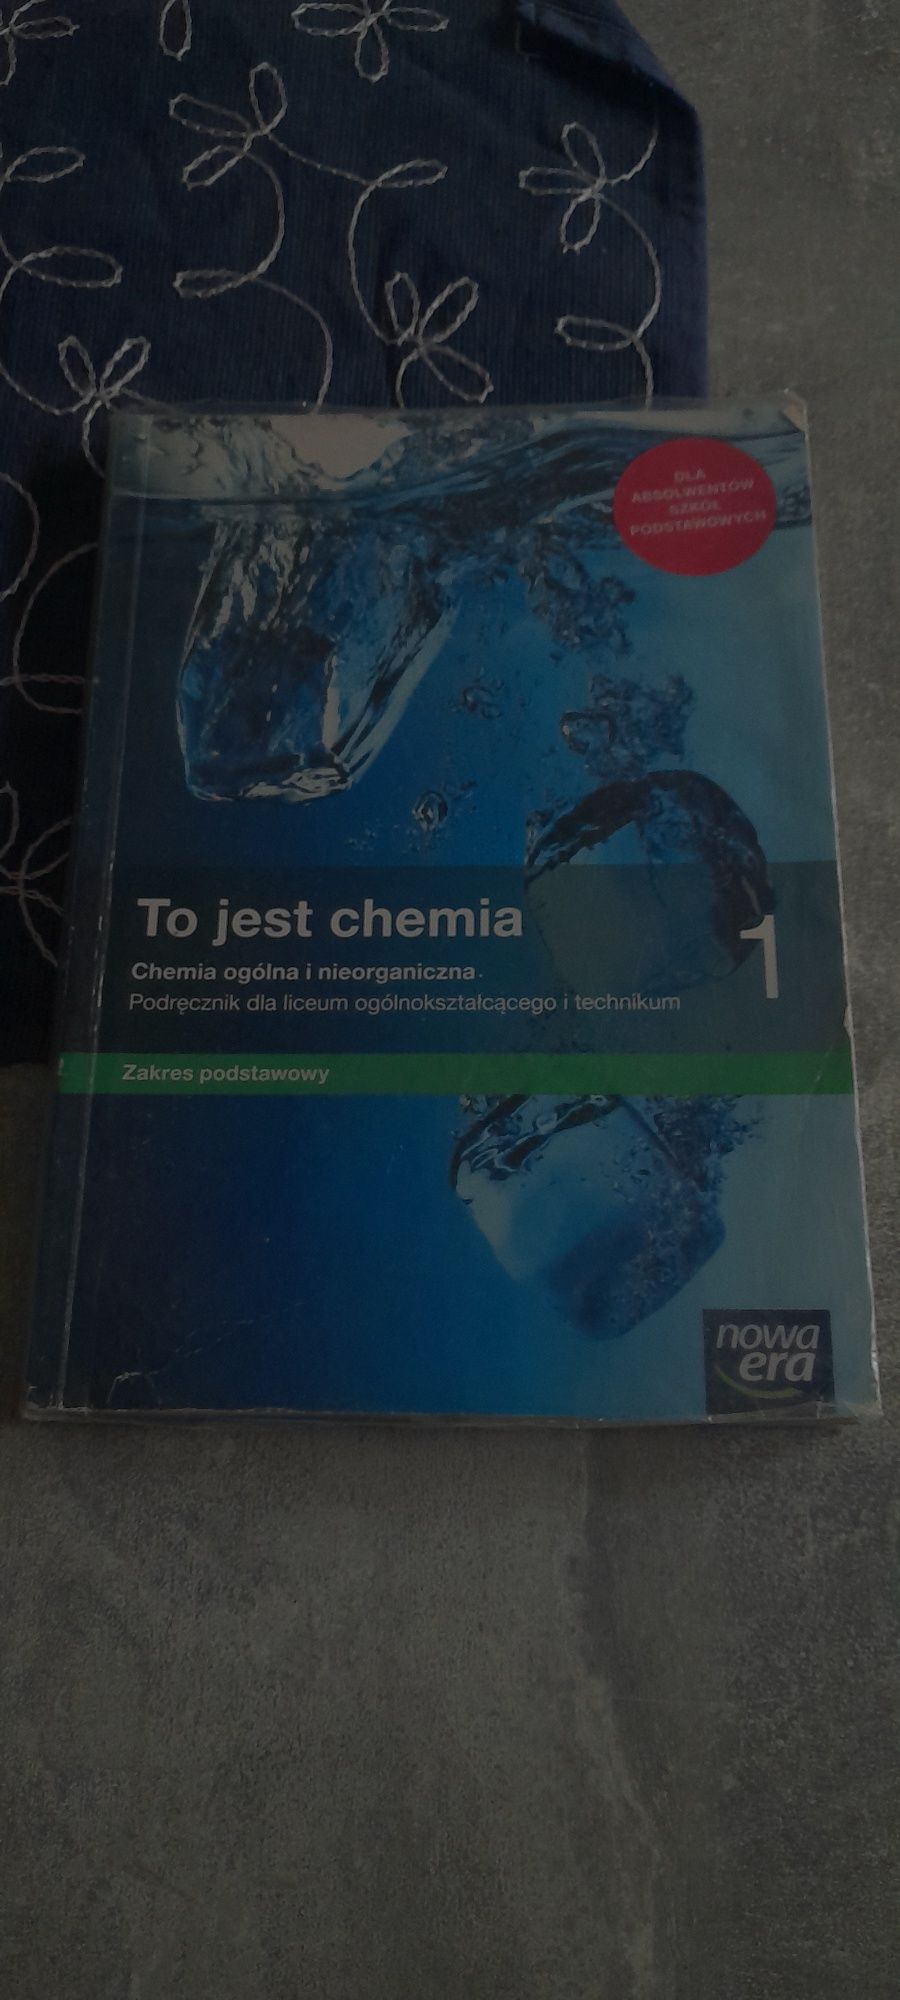 DLA
ABSOLWENTÓW
SZKÓŁ
PODSTAWOWYCH
To jest chemia
1
Chemia ogólna i nieorganiczna
Podręcznik dla liceum ogólnokształcącego i technikum
Zakres podstawowy
nowa
era